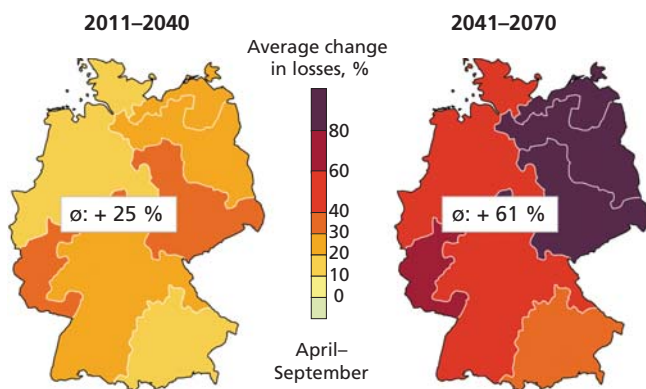 2011–2040
2041–2070
Average change
in losses, %
80
60
40
30
20
10
0
ø: + 25 %
ø: + 61 %
April–
September